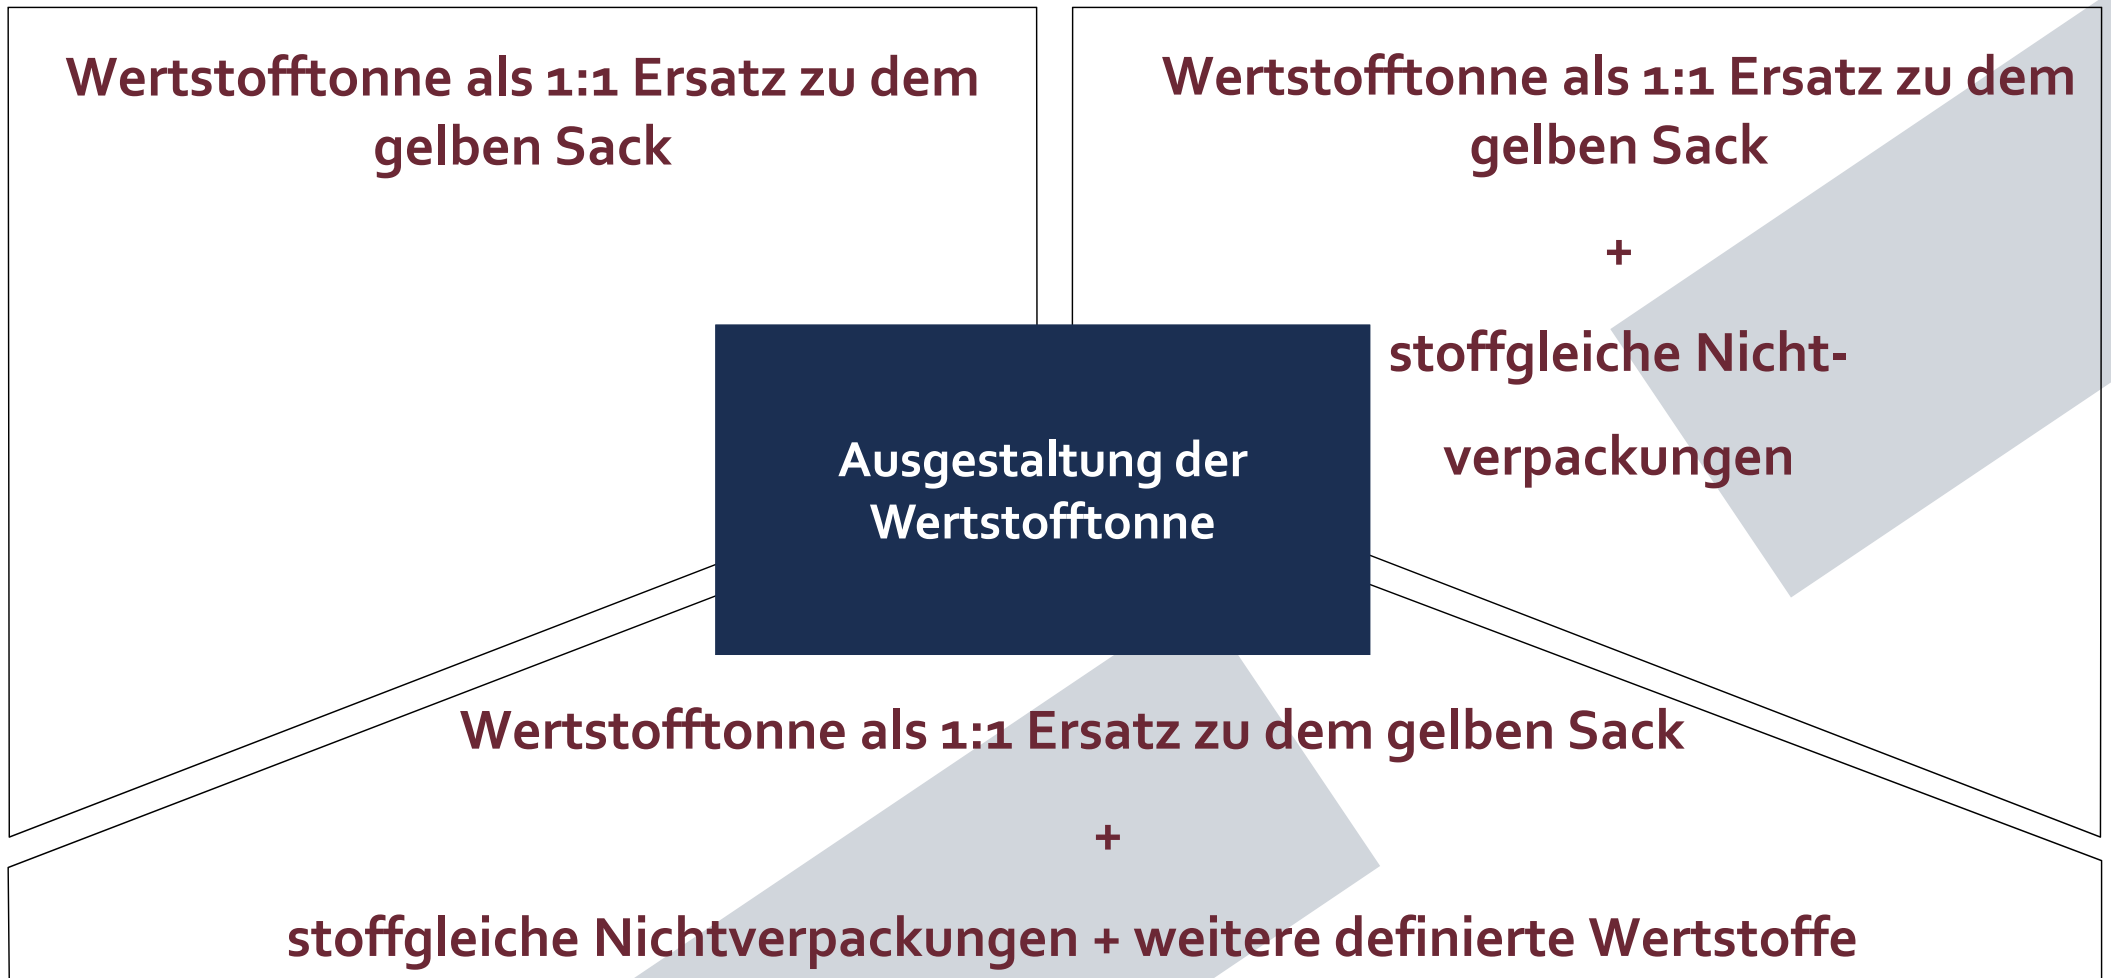 Wertstofftonne als 1:1 Ersatz zu dem
gelben Sack
Wertstofftonne als 1:1 Ersatz zu dem
gelben Sack
+
stoffgleiche Nicht-
verpackungen
Ausgestaltung der
Wertstofftonne
Wertstofftonne als 1:1 Ersatz zu dem gelben Sack
+
stoffgleiche Nichtverpackungen + weitere definierte Wertstoffe